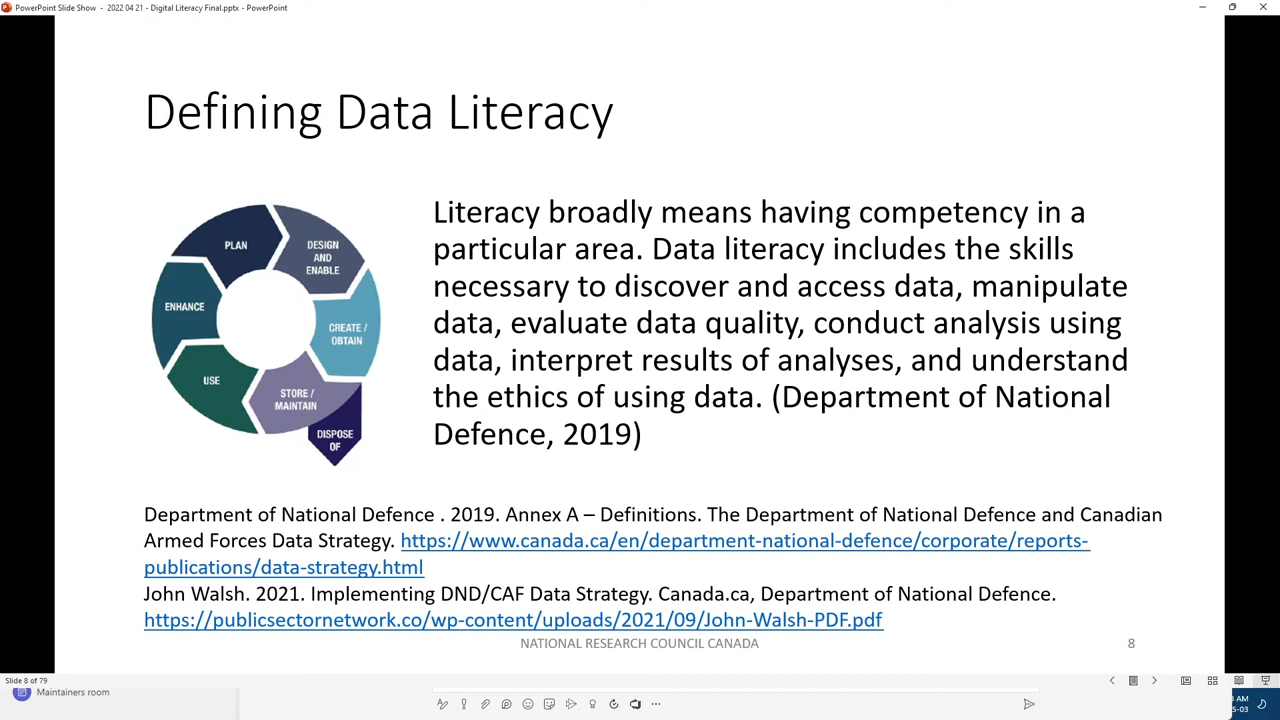 PowerPoint Slide Show - 2022 04 21 - Digital Literacy Final.pptx - PowerPoint
Defining Data Literacy
PLAN
DESIGN
AND
ENABLE
CREATE /
OBTAIN
STORE /
MAINTAIN
DISPOSE
OF
USE
ENHANCE
Literacy broadly means having competency in a
particular area. Data literacy includes the skills
necessary to discover and access data, manipulate
data, evaluate data quality, conduct analysis using
data, interpret results of analyses, and understand
the ethics of using data. (Department of National
Defence, 2019)
Department of National Defence . 2019. Annex A – Definitions. The Department of National Defence and Canadian
Armed Forces Data Strategy. https://www.canada.ca/en/department-national-defence/corporate/reports-
publications/data-strategy.html
John Walsh. 2021. Implementing DND/CAF Data Strategy. Canada.ca, Department of National Defence.
https://publicsectornetwork.co/wp-content/uploads/2021/09/John-Walsh-PDF.pdf
NATIONAL RESEARCH COUNCIL CANADA
8
Slide 8 of 79
Maintainers room
AM
5-03